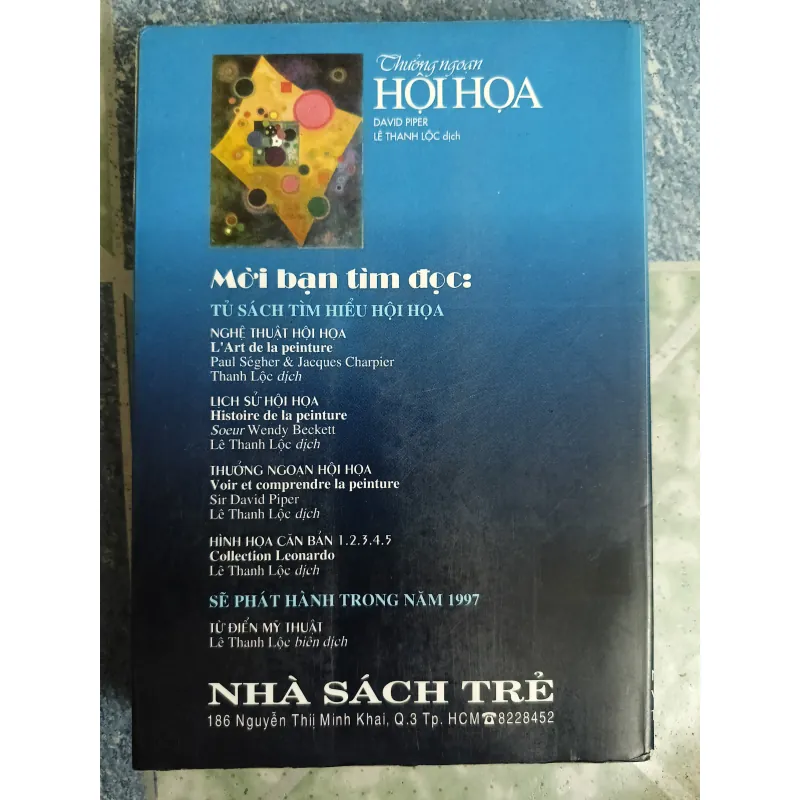 Thưởng ngoạn
HỘI HỌA
DAVID PIPER
LÊ THANH LỘC dịch
Mời bạn tìm đọc:
TỦ SÁCH TÌM HIỂU HỘI HỌA
NGHỆ THUẬT HỘI HỌA
L'Art de la peinture
Paul Sêgher & Jacques Charpier
Thanh Lộc dịch
LỊCH SỬ HỘI HỌA
Histoire de la peinture
Soeur Wendy Beckett
Lê Thanh Lộc dịch
THƯỞNG NGOẠN HỘI HỌA
Voir et comprendre la peinture
Sir David Piper
Lê Thanh Lộc dịch
HÌNH HỌA CĂN BẢN 1.2.3.4.5
Collection Leonardo
Lê Thanh Lộc dịch
SẼ PHÁT HÀNH TRONG NĂM 1997
TỪ ĐIỂN MỸ THUẬT
Lê Thanh Lộc biên dịch
NHÀ SÁCH TRẺ
186 Nguyễn Thiị Minh Khai, Q.3 Tp. HCM☎8228452